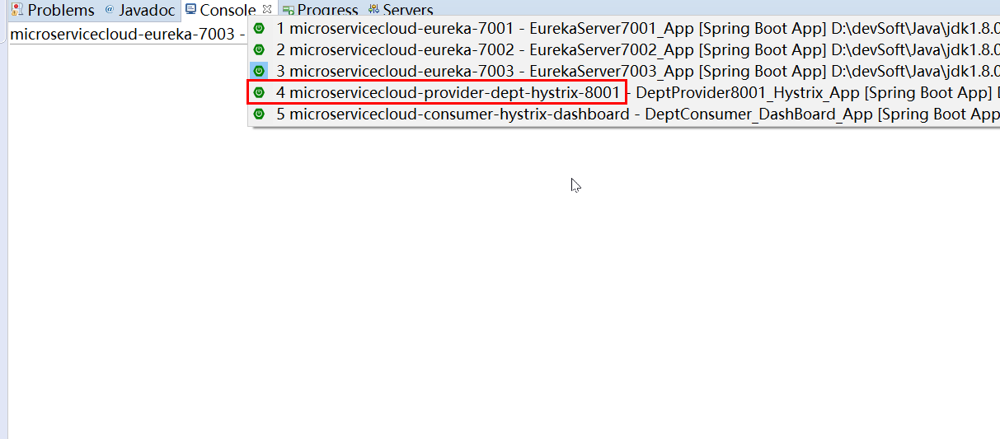 Problems @ Javadoc Console Progress Servers
microservicecloud-eureka-7003 -
1 microservicecloud-eureka-7001 - EurekaServer7001_App [Spring Boot App] D:\devSoft\Java\jdk1.8.0
2 microservicecloud-eureka-7002 - EurekaServer7002_App [Spring Boot App] D:\devSoft\Java\jdk1.8.0
3 microservicecloud-eureka-7003 - EurekaServer7003_App [Spring Boot App] D:\devSoft\Java\jdk1.8.0
4 microservicecloud-provider-dept-hystrix-8001 - DeptProvider8001_Hystrix_App [Spring Boot App] D
5 microservicecloud-consumer-hystrix-dashboard - DeptConsumer_DashBoard_App [Spring Boot App